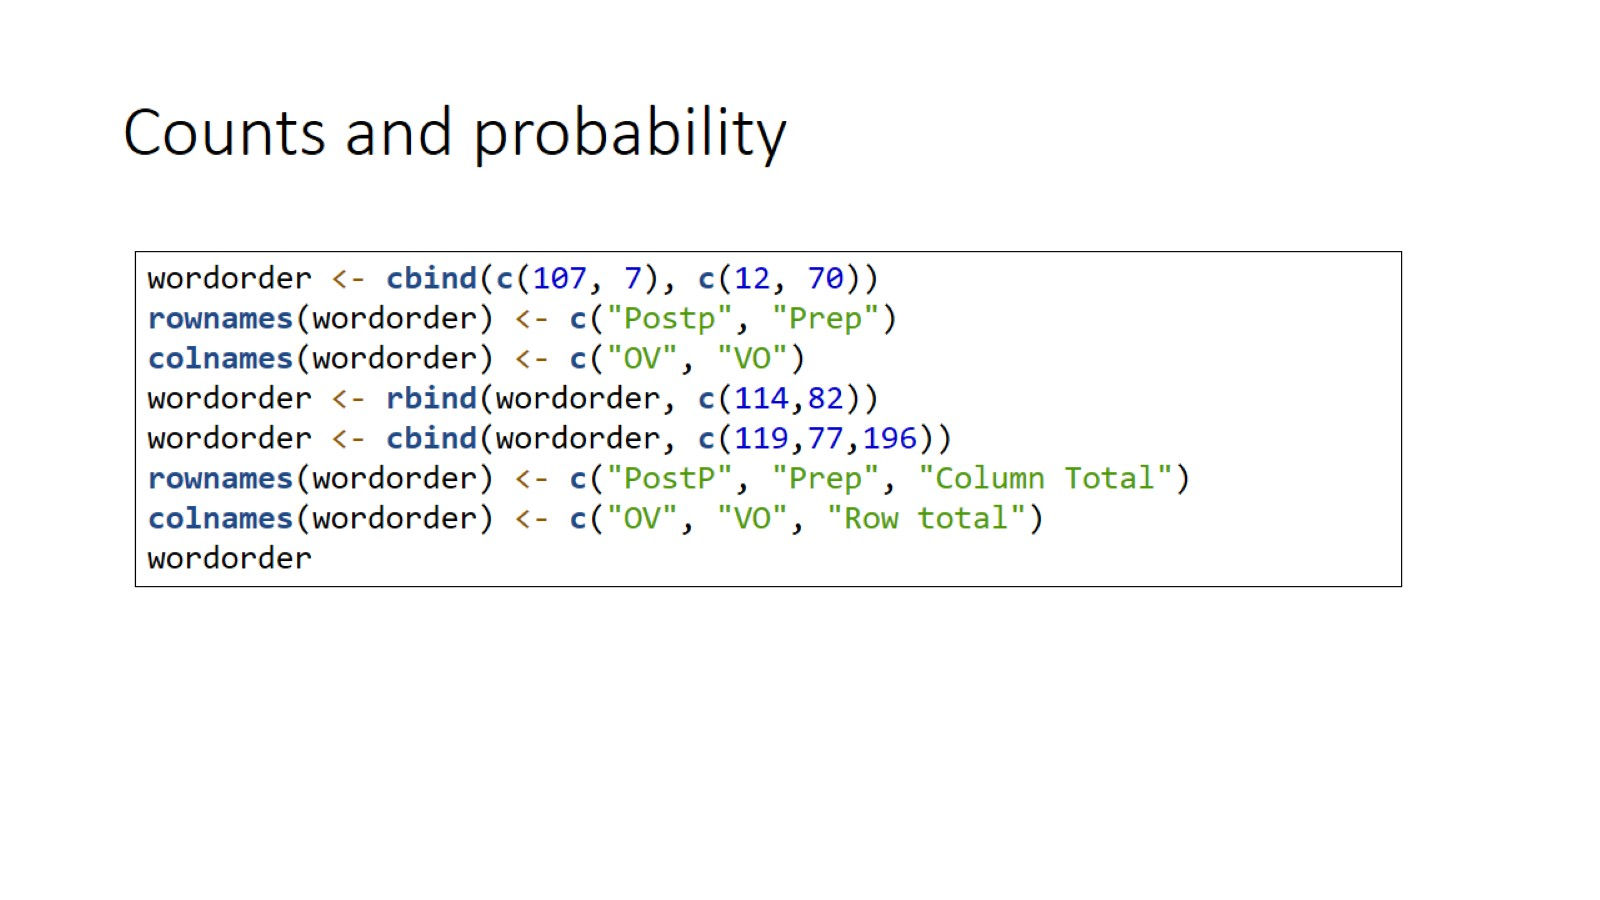 Counts and probability
wordorder <- cbind(c(107, 7), c(12, 70))
rownames(wordorder) <- c("Postp", "Prep")
colnames(wordorder) <- c("OV", "VO")
wordorder <- rbind(wordorder, c(114,82))
wordorder <- cbind(wordorder, c(119,77,196))
rownames(wordorder) <- c("PostP", "Prep", "Column Total")
colnames(wordorder) <- c("OV", "VO", "Row total")
wordorder